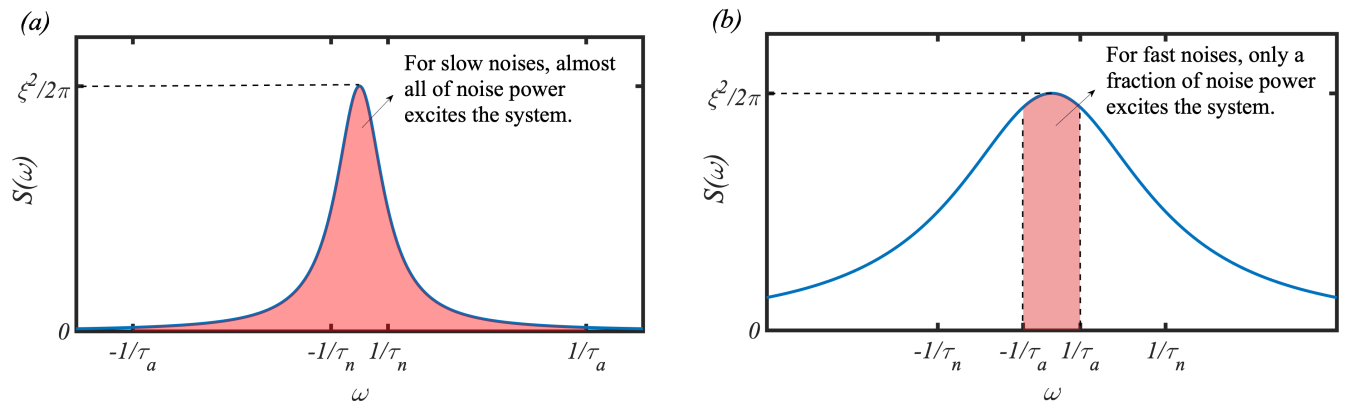 (a)
ξ²/2π
For slow noises, almost
all of noise power
excites the system.
S(ω)
0
-1/τₐ -1/τₙ 1/τₙ 1/τₐ
ω
(b)
ξ²/2π
For fast noises, only a
fraction of noise power
excites the system.
S(ω)
0
-1/τₙ -1/τₐ 1/τₐ 1/τₙ
ω